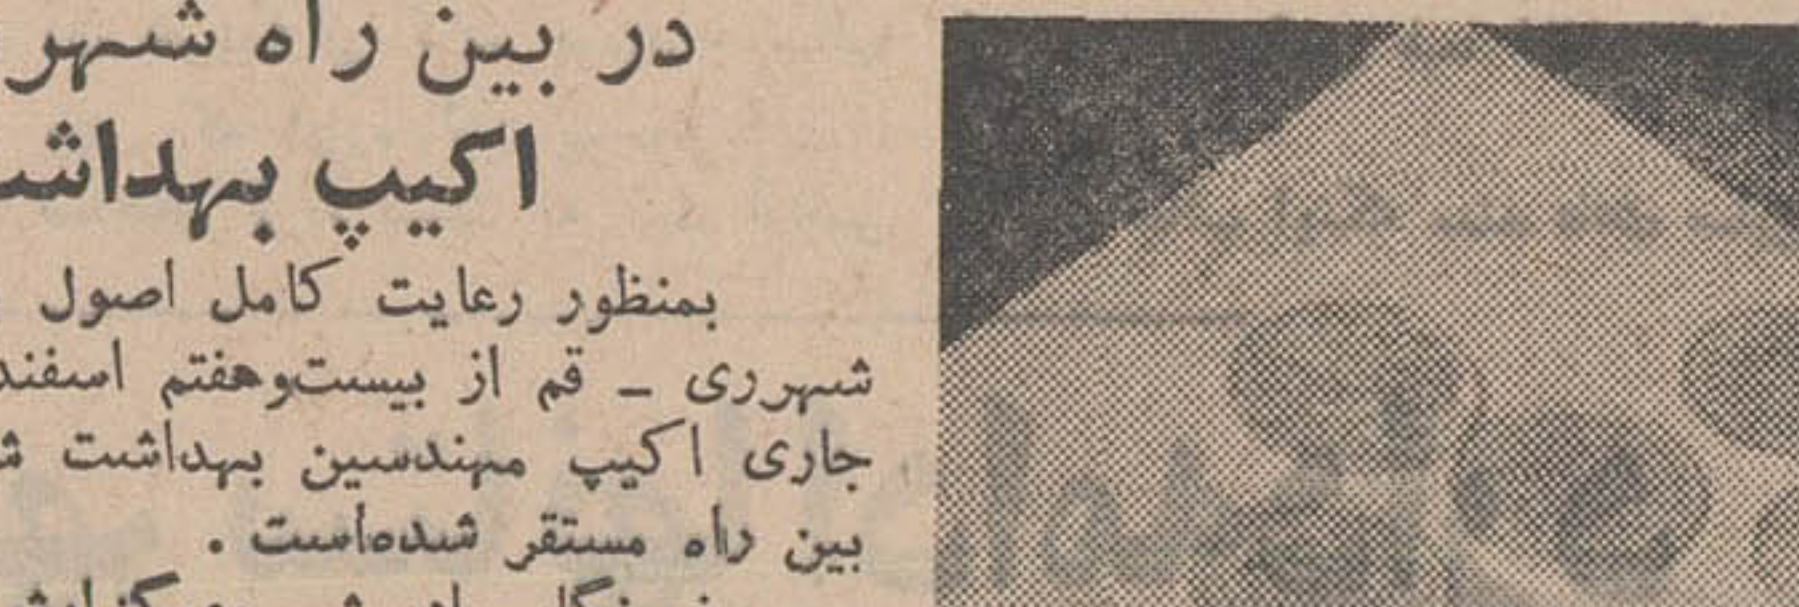 در بین راه شهر
اکیپ بهداشت
بمنظور رعایت کامل اصول
شهرری ـ قم از بیست‌وهفتم اسفند
جاری اکیپ مهندسین بهداشت
بین راه مستقر شده‌است .